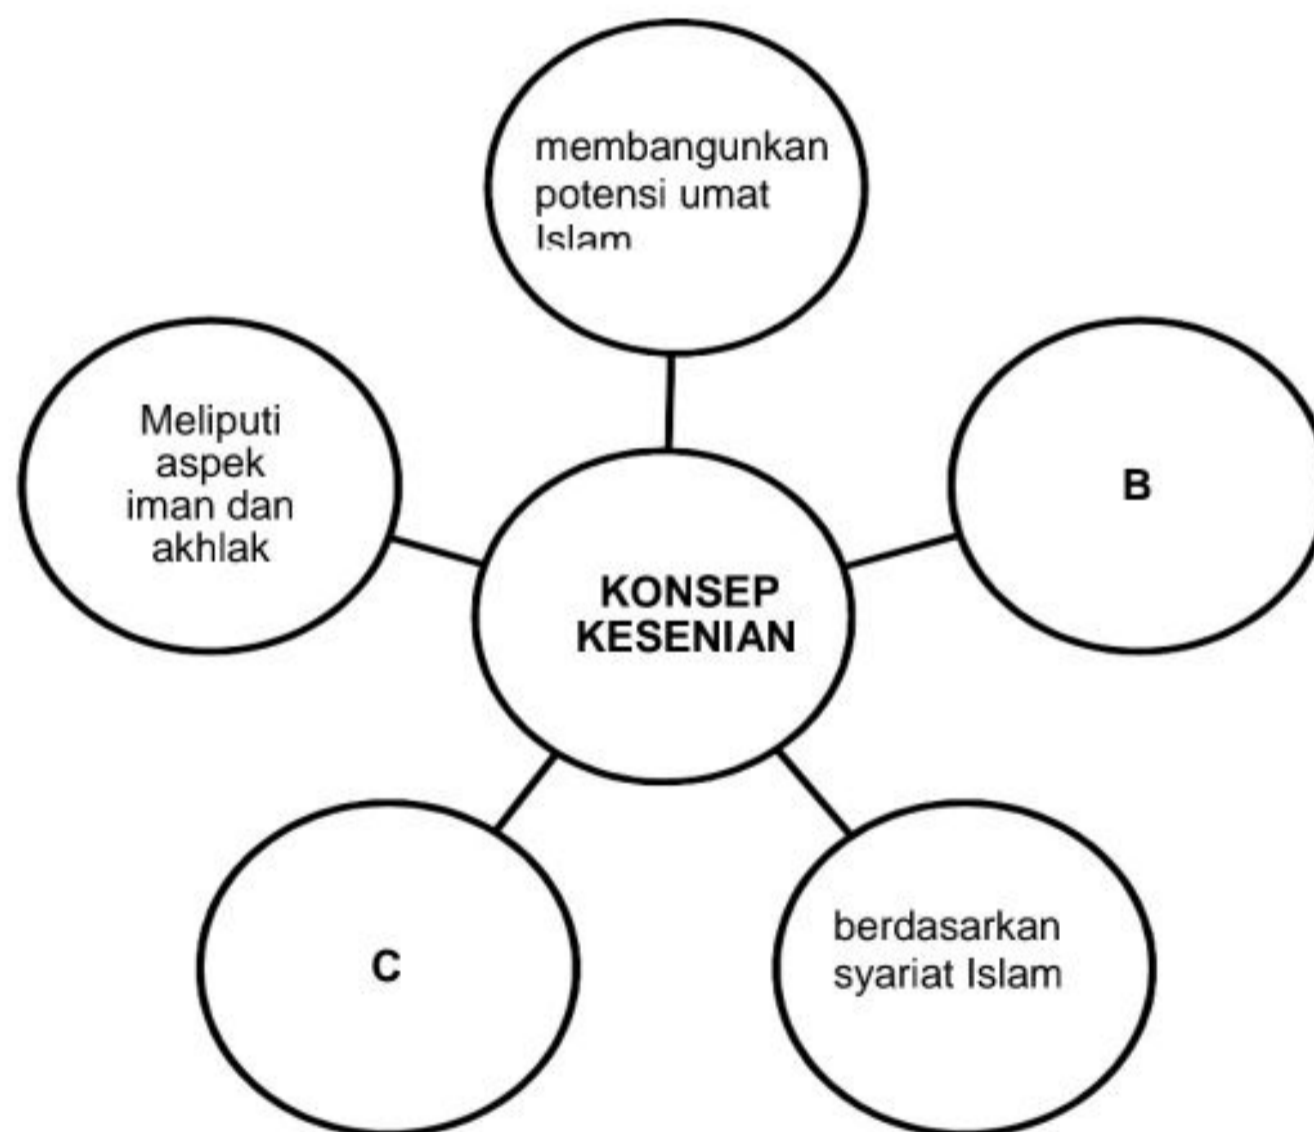 membangunkan
potensi umat
Islam
Meliputi
aspek
iman dan
akhlak
B
KONSEP
KESENIAN
C
berdasarkan
syariat Islam